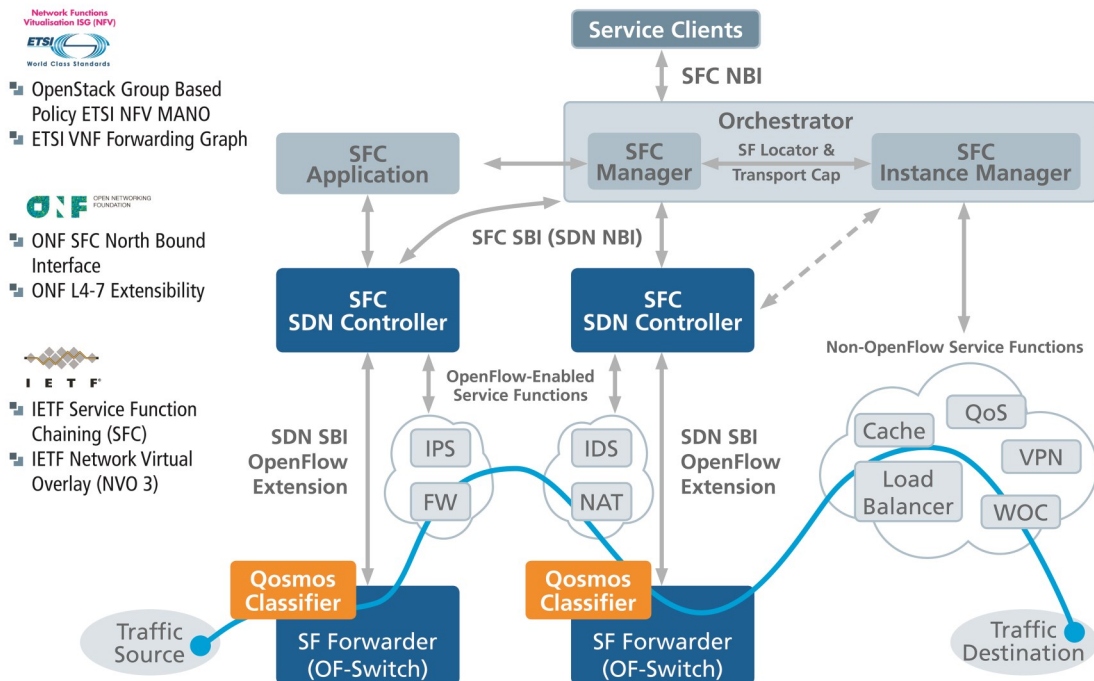 Network Functions
Vitualisation ISG (NFV)
ETSI
World Class Standards
OpenStack Group Based
Policy ETSI NFV MANO
ETSI VNF Forwarding Graph
ONF
OPEN NETWORKING
FOUNDATION
ONF SFC North Bound
Interface
ONF L4-7 Extensibility
I E T F®
IETF Service Function
Chaining (SFC)
IETF Network Virtual
Overlay (NVO 3)
Service Clients
SFC NBI
Orchestrator
SFC
Application
SFC
Manager
SF Locator &
Transport Cap
SFC
Instance Manager
SFC SBI (SDN NBI)
SFC
SDN Controller
SFC
SDN Controller
Non-OpenFlow Service Functions
OpenFlow-Enabled
Service Functions
SDN SBI
OpenFlow
Extension
IPS
FW
IDS
NAT
SDN SBI
OpenFlow
Extension
Cache
QoS
VPN
Load
Balancer
WOC
Qosmos
Classifier
Qosmos
Classifier
Traffic
Source
SF Forwarder
(OF-Switch)
SF Forwarder
(OF-Switch)
Traffic
Destination